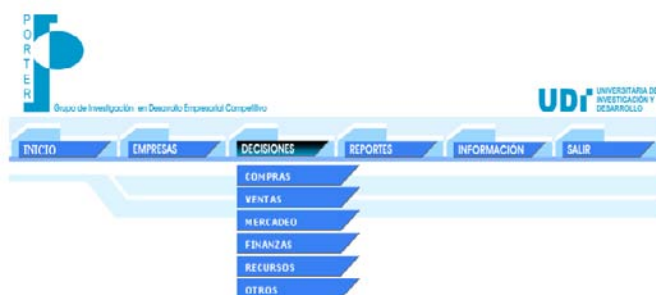 PORTER
Grupo de Investigación en Desarrollo Empresarial Competitivo
UDI UNIVERSITARIA DE
INVESTIGACIÓN Y
DESARROLLO
INICIO EMPRESAS DECISIONES REPORTES INFORMACIÓN SALIR
COMPRAS
VENTAS
MERCADEO
FINANZAS
RECURSOS
OTROS